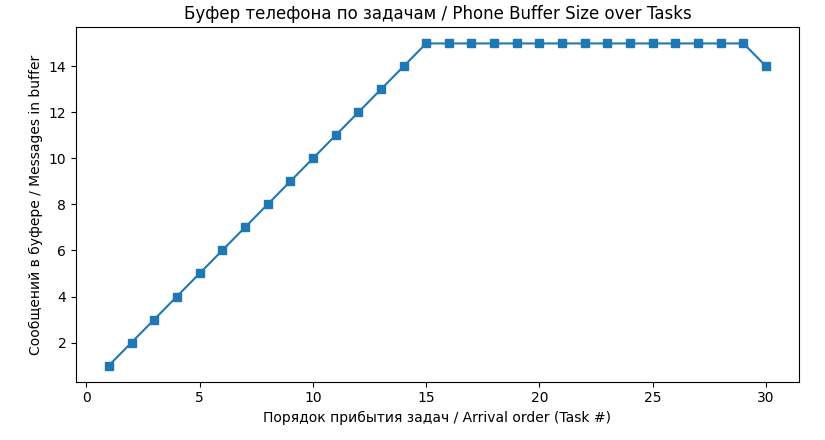 Буфер телефона по задачам / Phone Buffer Size over Tasks
Сообщений в буфере / Messages in buffer
14
12
10
8
6
4
2
0 5 10 15 20 25 30
Порядок прибытия задач / Arrival order (Task #)